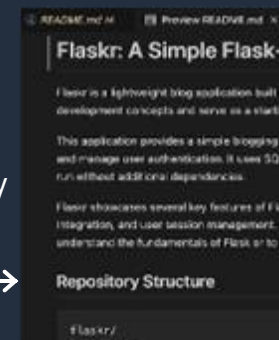 README.md M Preview README.md ×
Flaskr: A Simple Flask-
Flaskr is a lightweight blog application built
development concepts and serve as a starti
This application provides a simple blogging
and manage user authentication. It uses SQ
run without additional dependencies.
Flaskr showcases several key features of Fl
integration, and user session management.
understand the fundamentals of Flask or to
y
Repository Structure
flaskr/